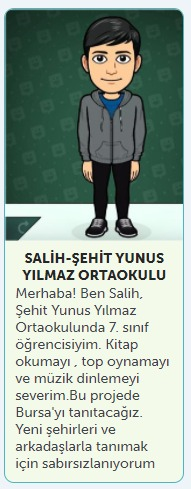 SALİH-ŞEHİT YUNUS
YILMAZ ORTAOKULU
Merhaba! Ben Salih,
Şehit Yunus Yılmaz
Ortaokulunda 7. sınıf
öğrencisiyim. Kitap
okumayı , top oynamayı
ve müzik dinlemeyi
severim.Bu projede
Bursa'yı tanıtacağız.
Yeni şehirleri ve
arkadaşlarla tanımak
için sabırsızlanıyorum